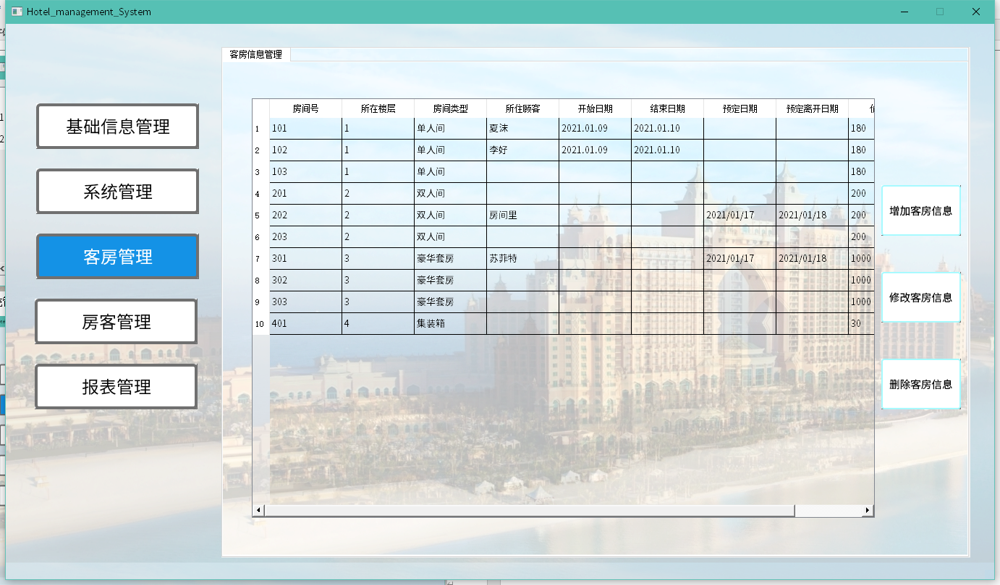 Hotel_management_System
客房信息管理
基础信息管理
系统管理
客房管理
房客管理
报表管理
房间号 所在楼层 房间类型 所住顾客 开始日期 结束日期 预定日期 预定离开日期
1 101 1 单人间 夏沫 2021.01.09 2021.01.10 180
2 102 1 单人间 李好 2021.01.09 2021.01.10 180
3 103 1 单人间 180
4 201 2 双人间 200
5 202 2 双人间 房间里 2021/01/17 2021/01/18 200
6 203 2 双人间 200
7 301 3 豪华套房 苏菲特 2021/01/17 2021/01/18 1000
8 302 3 豪华套房 1000
9 303 3 豪华套房 1000
10 401 4 集装箱 30
增加客房信息
修改客房信息
删除客房信息